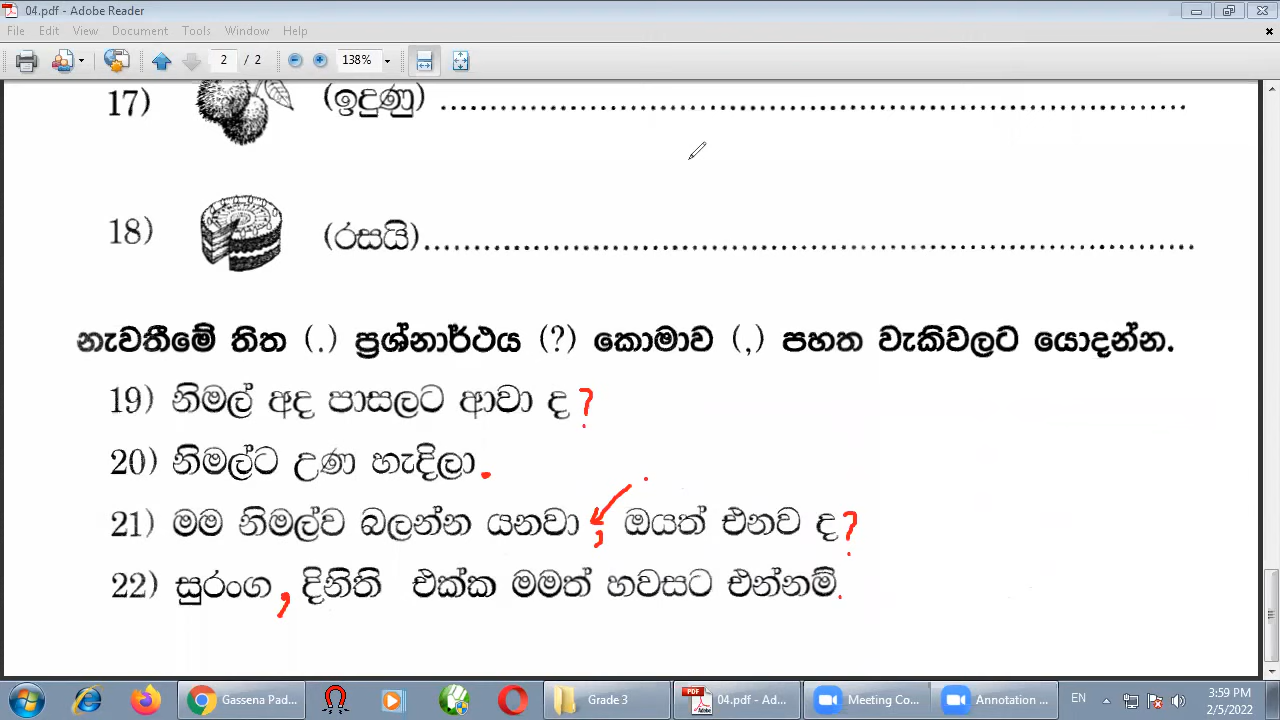 04.pdf - Adobe Reader
File Edit View Document Tools Window Help
2 / 2 138%
17) (ඉදුණු) ..........................................................................
18) (රසයි)..........................................................................
නැවතීමේ තිත (.) ප්‍රශ්නාර්ථය (?) කොමාව (,) පහත වැකිවලට යොදන්න.
19) නිමල් අද පාසලට ආවා ද ?
20) නිමල්ට උණ හැදිලා.
21) මම නිමල්ව බලන්න යනවා , ඔයත් එනව ද ?
22) සුරංග , දිනිති එක්ක මමත් හවසට එන්නම්.
Gassena Pad... Grade 3 04.pdf - Ad... Meeting Co... Annotation ... EN 3:59 PM
2/5/2022